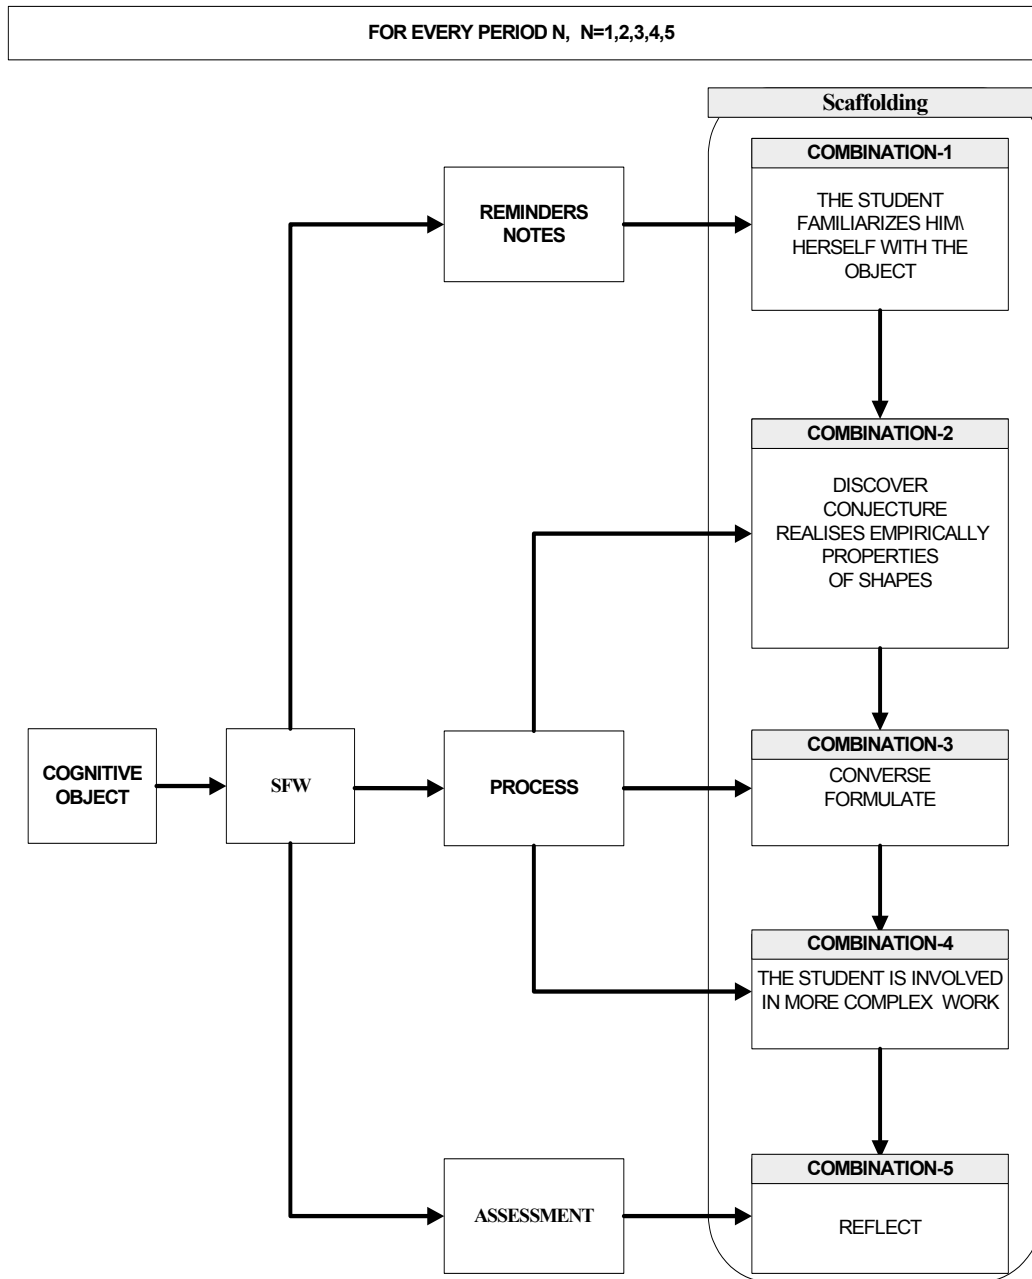 FOR EVERY PERIOD N, N=1,2,3,4,5
Scaffolding
COMBINATION-1
THE STUDENT
FAMILIARIZES HIM\
HERSELF WITH THE
OBJECT
REMINDERS
NOTES
COMBINATION-2
DISCOVER
CONJECTURE
REALISES EMPIRICALLY
PROPERTIES
OF SHAPES
COGNITIVE
OBJECT
SFW
PROCESS
COMBINATION-3
CONVERSE
FORMULATE
COMBINATION-4
THE STUDENT IS INVOLVED
IN MORE COMPLEX WORK
ASSESSMENT
COMBINATION-5
REFLECT